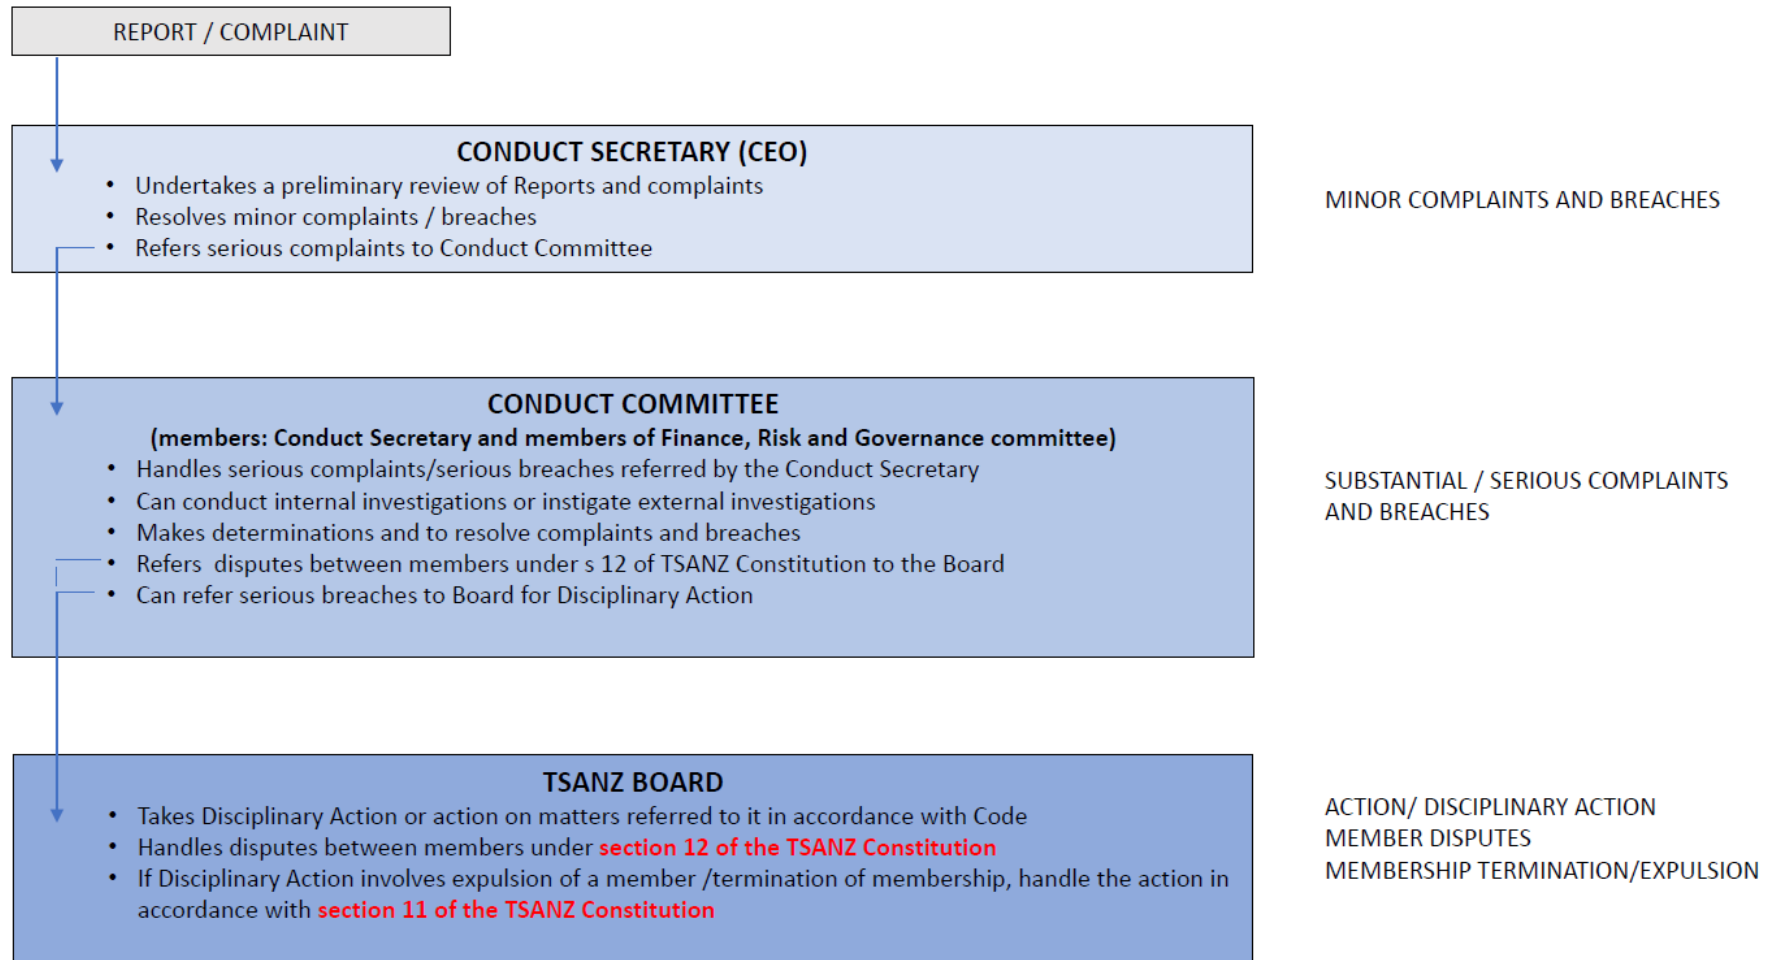 REPORT / COMPLAINT
CONDUCT SECRETARY (CEO)
• Undertakes a preliminary review of Reports and complaints
• Resolves minor complaints / breaches
• Refers serious complaints to Conduct Committee
MINOR COMPLAINTS AND BREACHES
CONDUCT COMMITTEE
(members: Conduct Secretary and members of Finance, Risk and Governance committee)
• Handles serious complaints/serious breaches referred by the Conduct Secretary
• Can conduct internal investigations or instigate external investigations
• Makes determinations and to resolve complaints and breaches
• Refers disputes between members under s 12 of TSANZ Constitution to the Board
• Can refer serious breaches to Board for Disciplinary Action
SUBSTANTIAL / SERIOUS COMPLAINTS
AND BREACHES
TSANZ BOARD
• Takes Disciplinary Action or action on matters referred to it in accordance with Code
• Handles disputes between members under section 12 of the TSANZ Constitution
• If Disciplinary Action involves expulsion of a member /termination of membership, handle the action in
accordance with section 11 of the TSANZ Constitution
ACTION/ DISCIPLINARY ACTION
MEMBER DISPUTES
MEMBERSHIP TERMINATION/EXPULSION